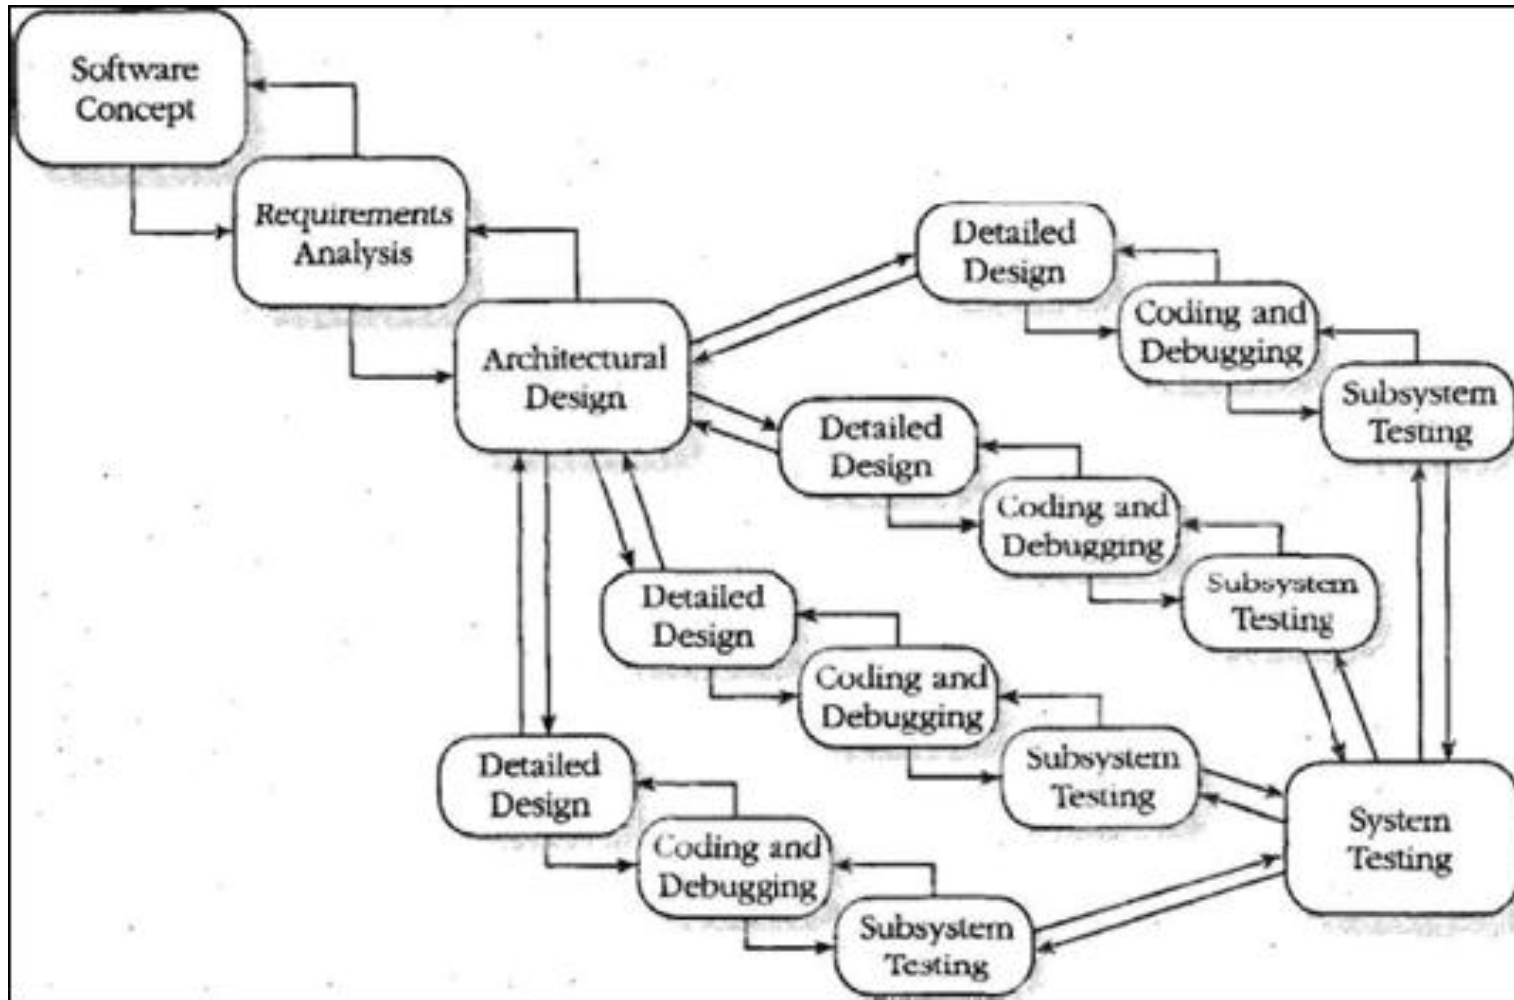 Software
Concept
Requirements
Analysis
Architectural
Design
Detailed
Design
Coding and
Debugging
Subsystem
Testing
Detailed
Design
Coding and
Debugging
Subsystem
Testing
Detailed
Design
Coding and
Debugging
Subsystem
Testing
Detailed
Design
Coding and
Debugging
Subsystem
Testing
System
Testing